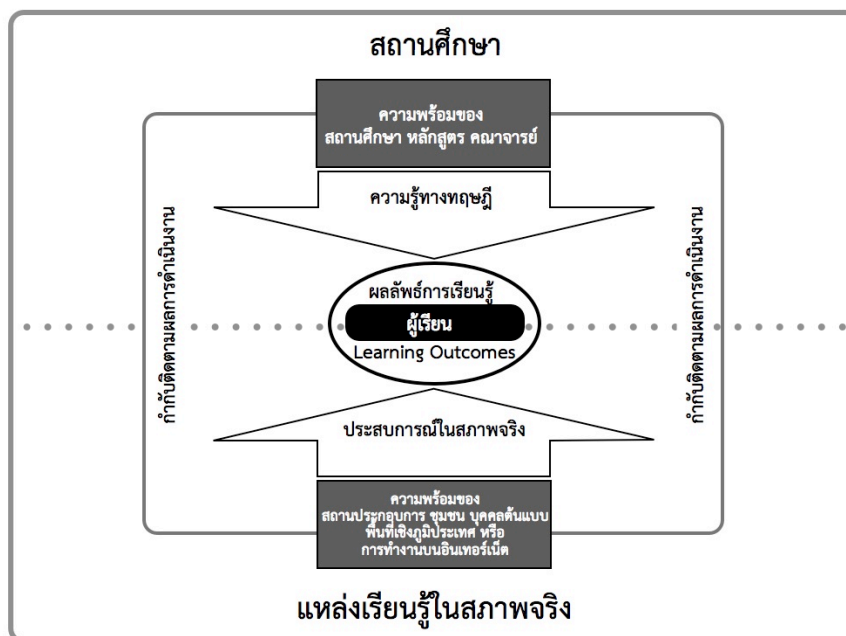 สถานศึกษา
ความพร้อมของ
สถานศึกษา หลักสูตร คณาจารย์
ความรู้ทางทฤษฎี
กำกับติดตามผลการดำเนินงาน
ผลลัพธ์การเรียนรู้
ผู้เรียน
Learning Outcomes
กำกับติดตามผลการดำเนินงาน
ประสบการณ์ในสภาพจริง
ความพร้อมของ
สถานประกอบการ ชุมชน บุคคลต้นแบบ
พื้นที่เชิงภูมิประเทศ หรือ
การทำงานบนอินเทอร์เน็ต
แหล่งเรียนรู้ในสภาพจริง